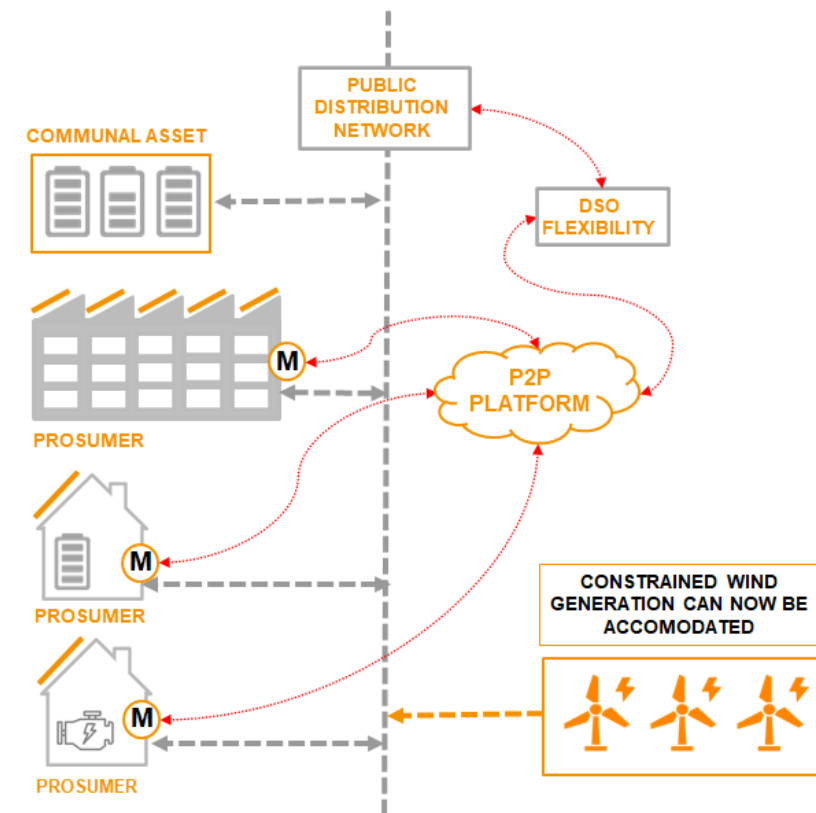 PUBLIC
DISTRIBUTION
NETWORK
COMMUNAL ASSET
DSO
FLEXIBILITY
M
P2P
PLATFORM
PROSUMER
M
PROSUMER
CONSTRAINED WIND
GENERATION CAN NOW BE
ACCOMODATED
M
PROSUMER